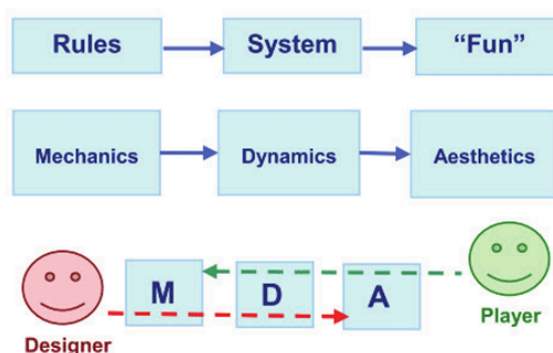 Rules System “Fun”
Mechanics Dynamics Aesthetics
M D A
Designer
Player